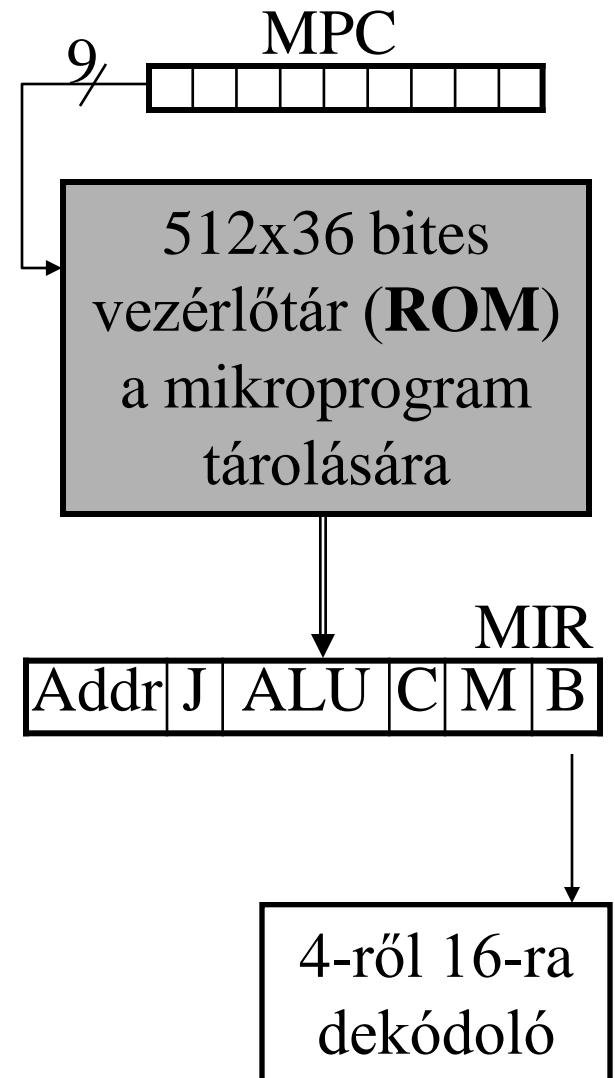 MPC
9
512x36 bites
vezérlőtár (ROM)
a mikroprogram
tárolására
MIR
Addr J ALU C M B
4-ről 16-ra
dekódoló